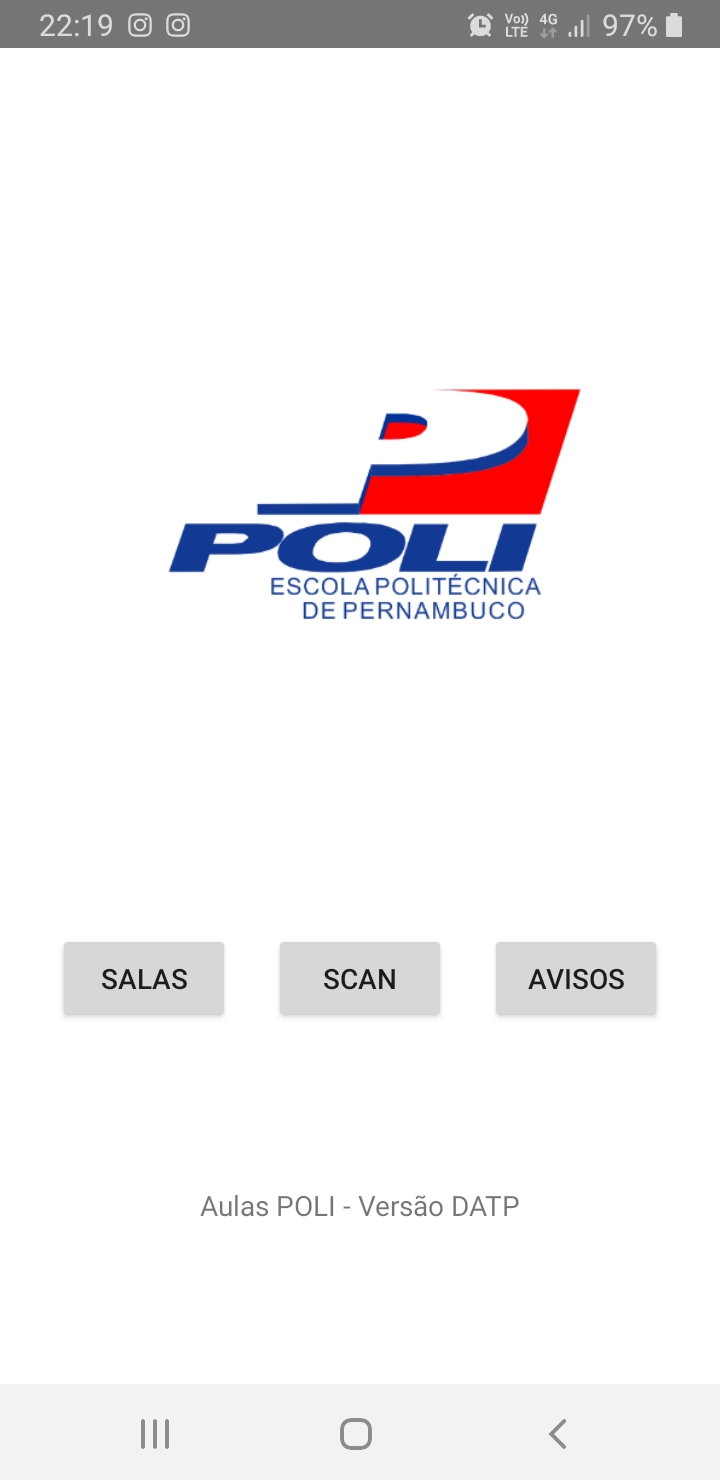 22:19 Vo)) LTE 4G 97%
P
POLI
ESCOLA POLITÉCNICA
DE PERNAMBUCO
SALAS SCAN AVISOS
Aulas POLI - Versão DATP